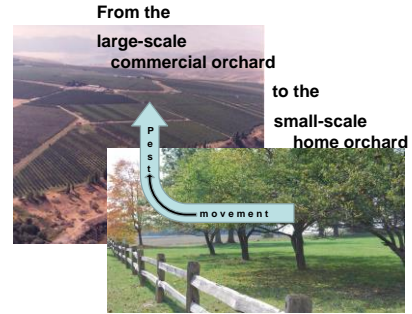 From the
large-scale
commercial orchard
to the
small-scale
home orchard
Pest
movement